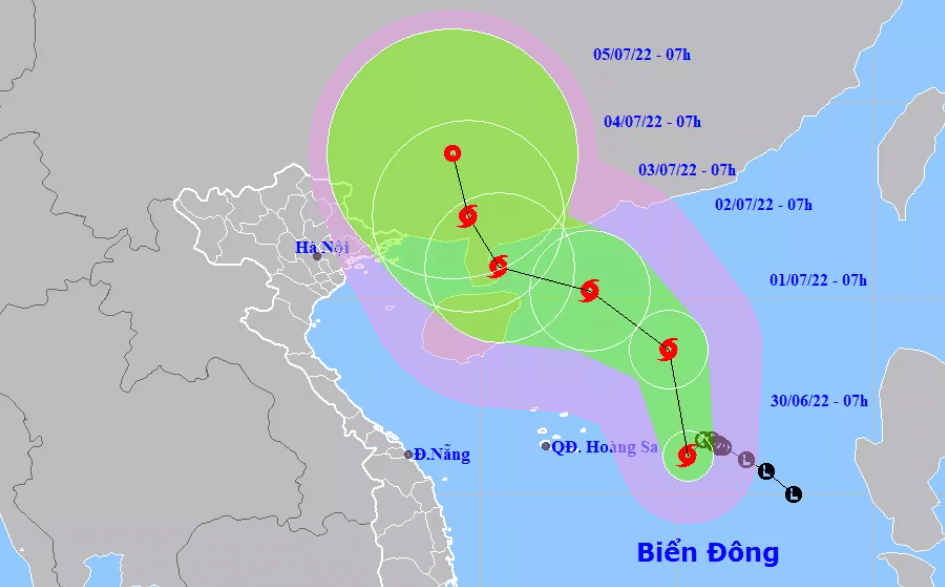 05/07/22 - 07h
04/07/22 - 07h
03/07/22 - 07h
02/07/22 - 07h
Hà Nội
01/07/22 - 07h
30/06/22 - 07h
Đ.Nẵng
QĐ. Hoàng Sa
L
L
L
Biển Đông